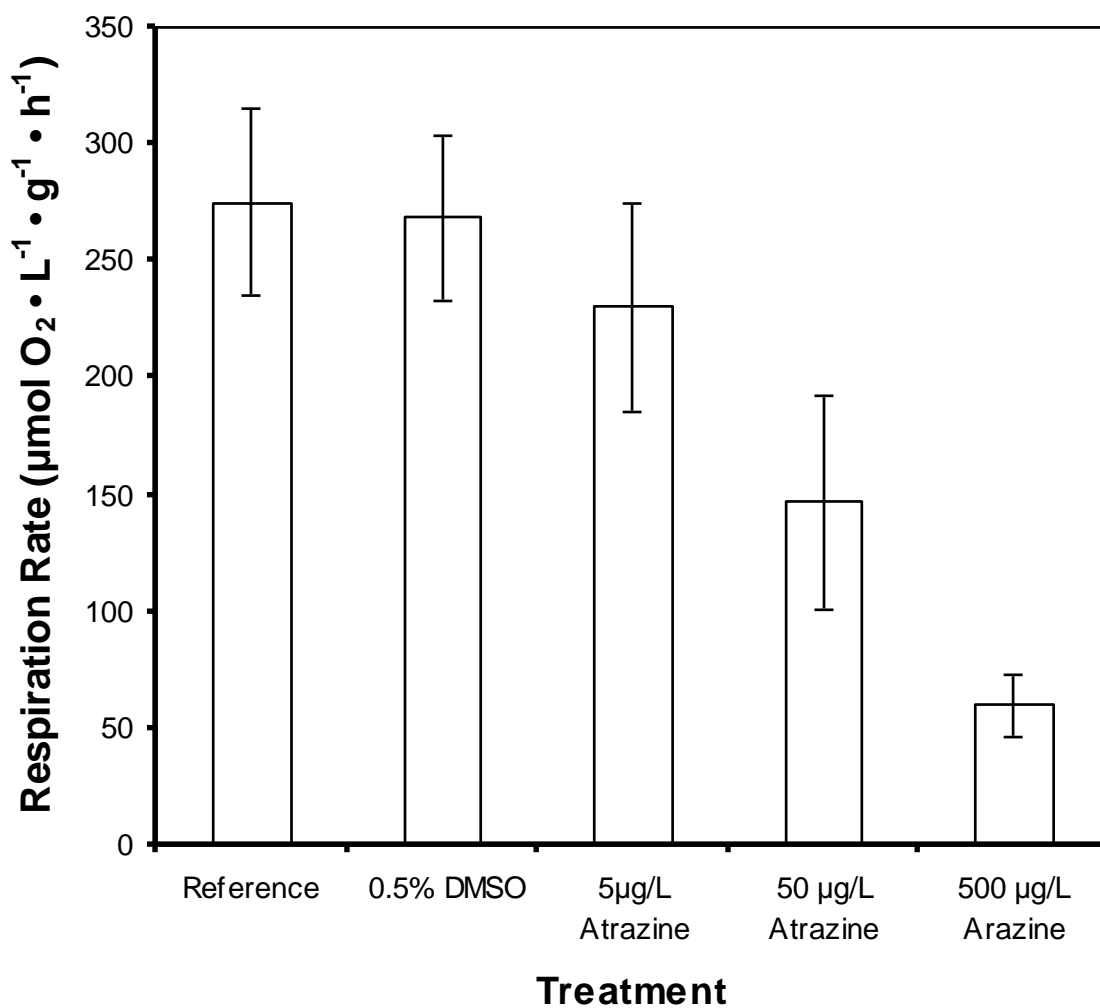 350
300
250
200
150
100
50
0
Respiration Rate (µmol O₂ • L⁻¹ • g⁻¹ • h⁻¹)
Reference
0.5% DMSO
5µg/L
Atrazine
50 µg/L
Atrazine
500 µg/L
Arazine
Treatment